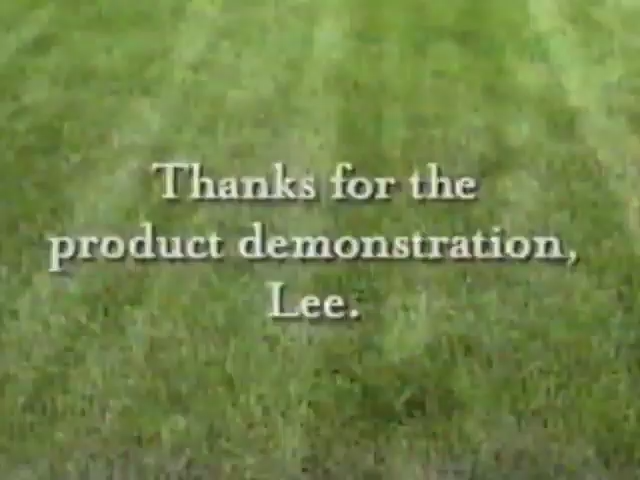 Thanks for the
product demonstration,
Lee.